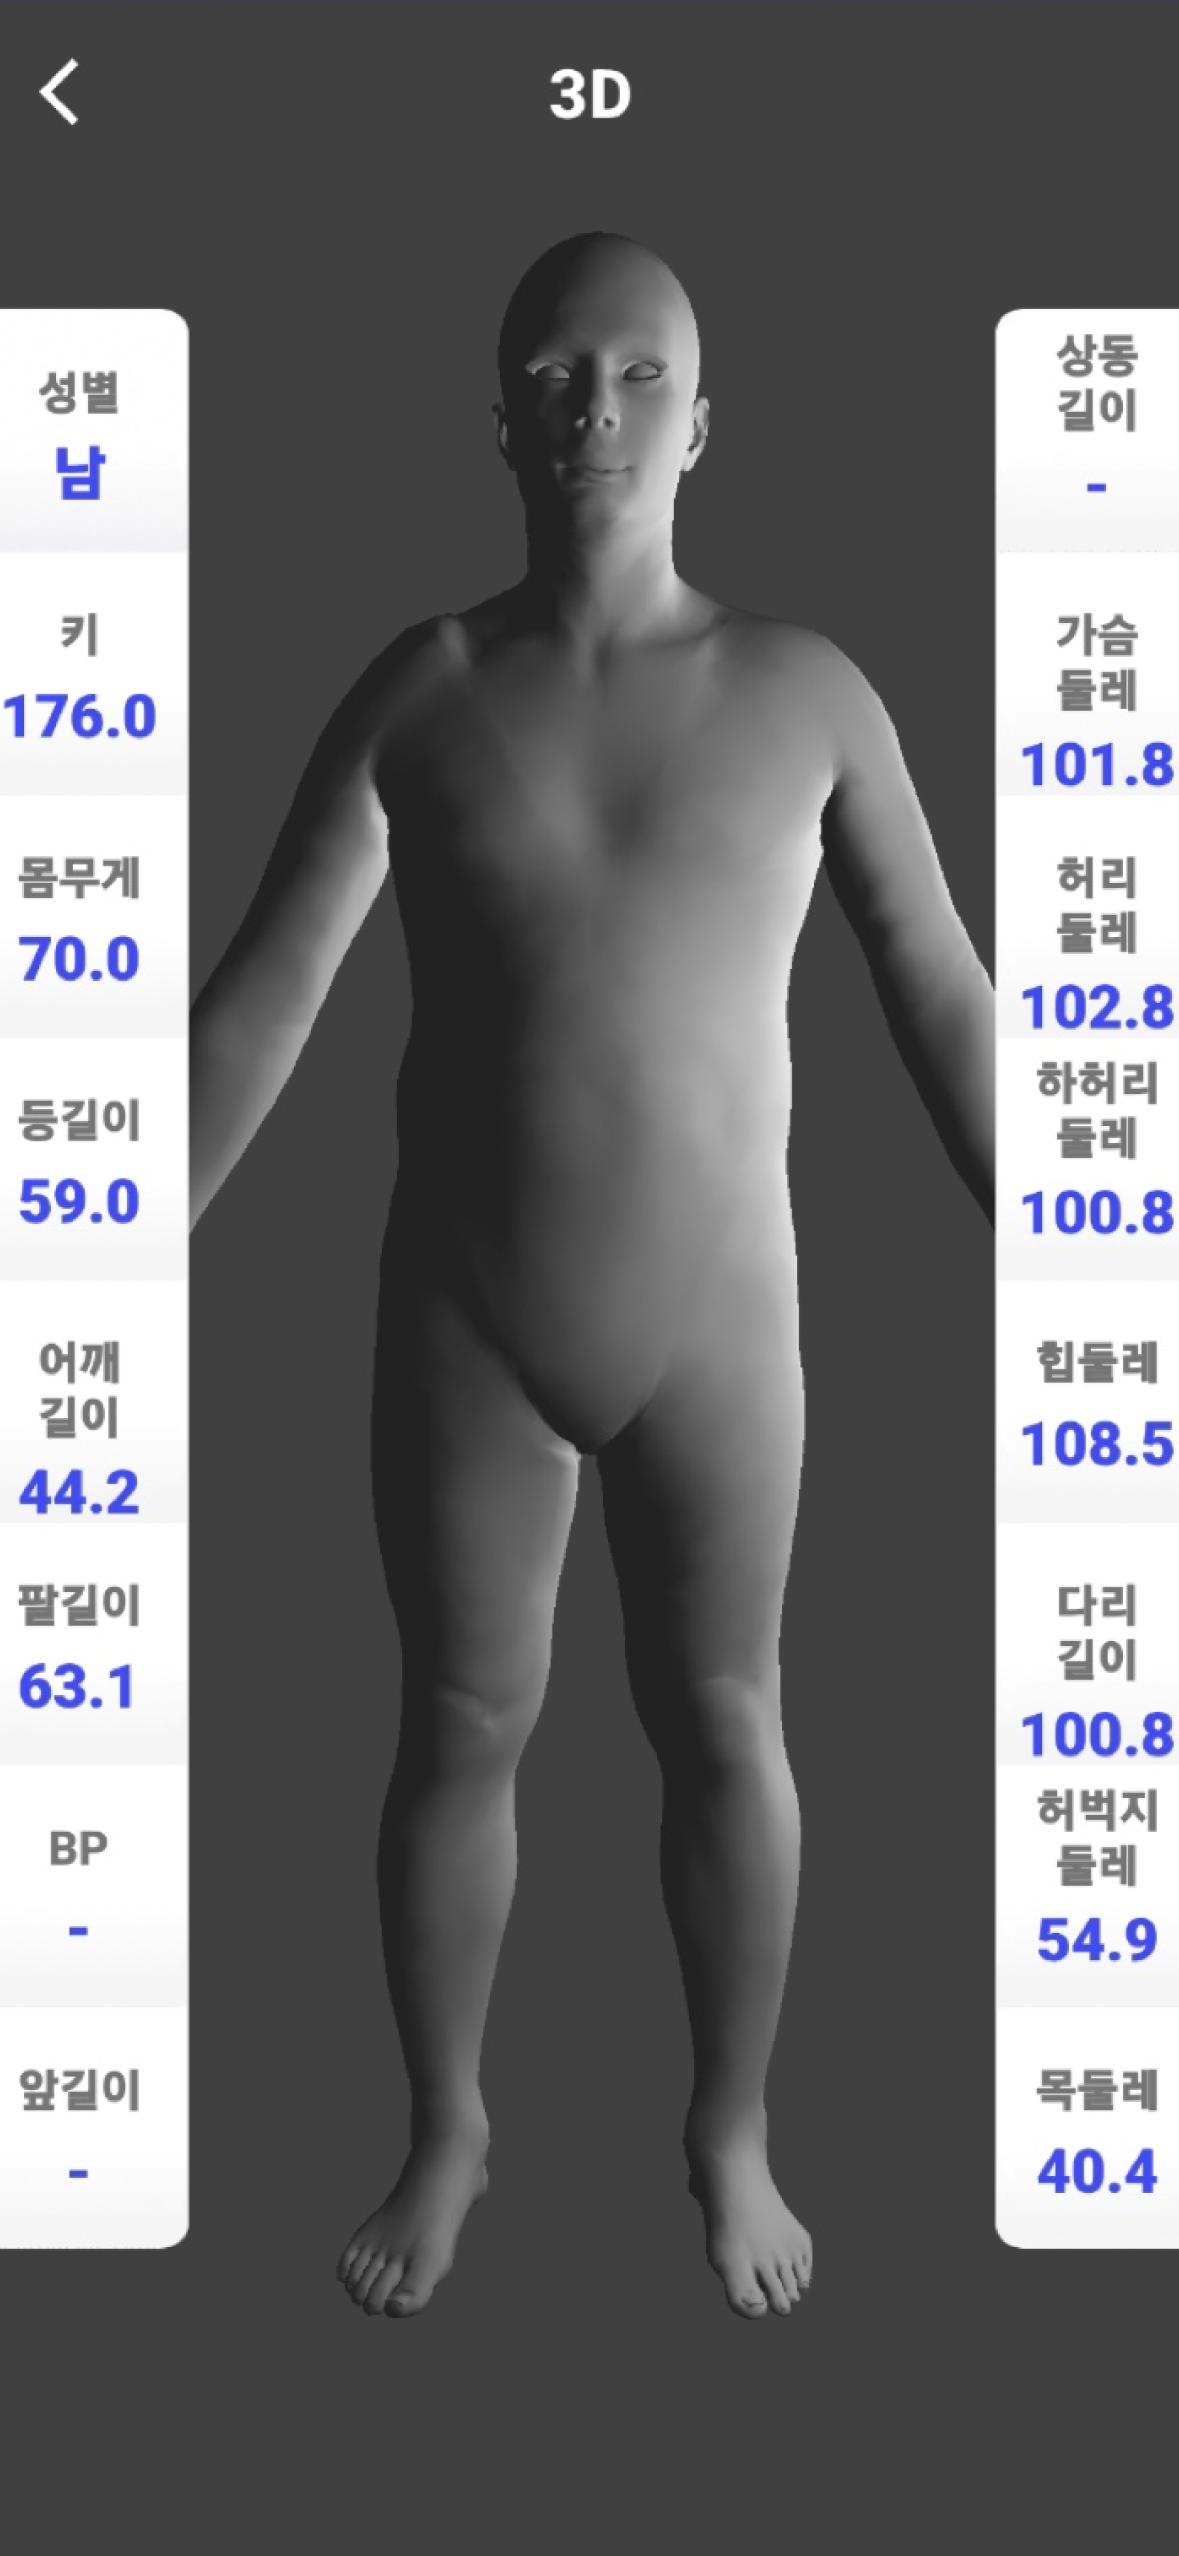 3D
성별
남
키
176.0
몸무게
70.0
등길이
59.0
어깨
길이
44.2
팔길이
63.1
BP
-
앞길이
-
상동
길이
-
가슴
둘레
101.8
허리
둘레
102.8
하허리
둘레
100.8
힙둘레
108.5
다리
길이
100.8
허벅지
둘레
54.9
목둘레
40.4